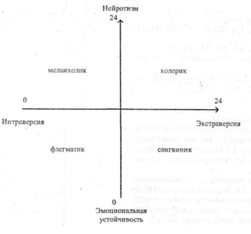 Нейротизм
24
меланхолик холерик
0 24
Интроверсия Экстраверсия
флегматик сангвиник
0
Эмоциональная
устойчивость